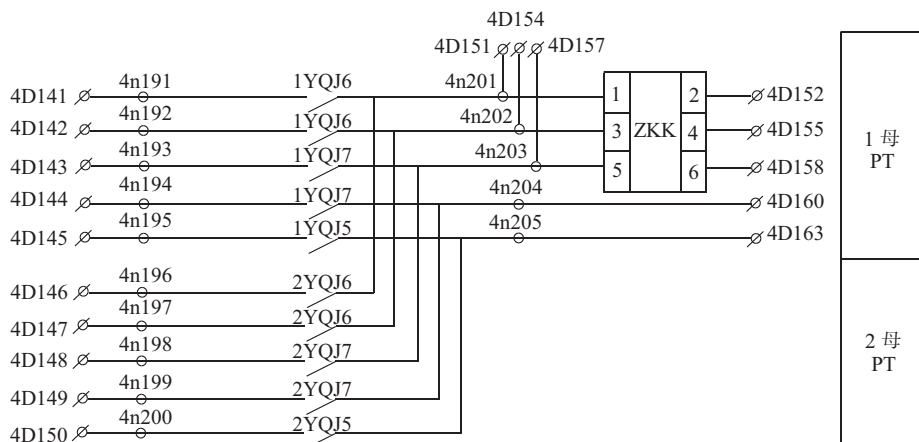 4D154
4D151 4D157
4D141 4n191 1YQJ6 4n201 1 2 4D152
4D142 4n192 1YQJ6 4n202 3 ZKK 4 4D155
4D143 4n193 1YQJ7 4n203 5 6 4D158
4D144 4n194 1YQJ7 4n204 4D160
4D145 4n195 1YQJ5 4n205 4D163
1 母
PT
4D146 4n196 2YQJ6
4D147 4n197 2YQJ6
4D148 4n198 2YQJ7
4D149 4n199 2YQJ7
4D150 4n200 2YQJ5
2 母
PT